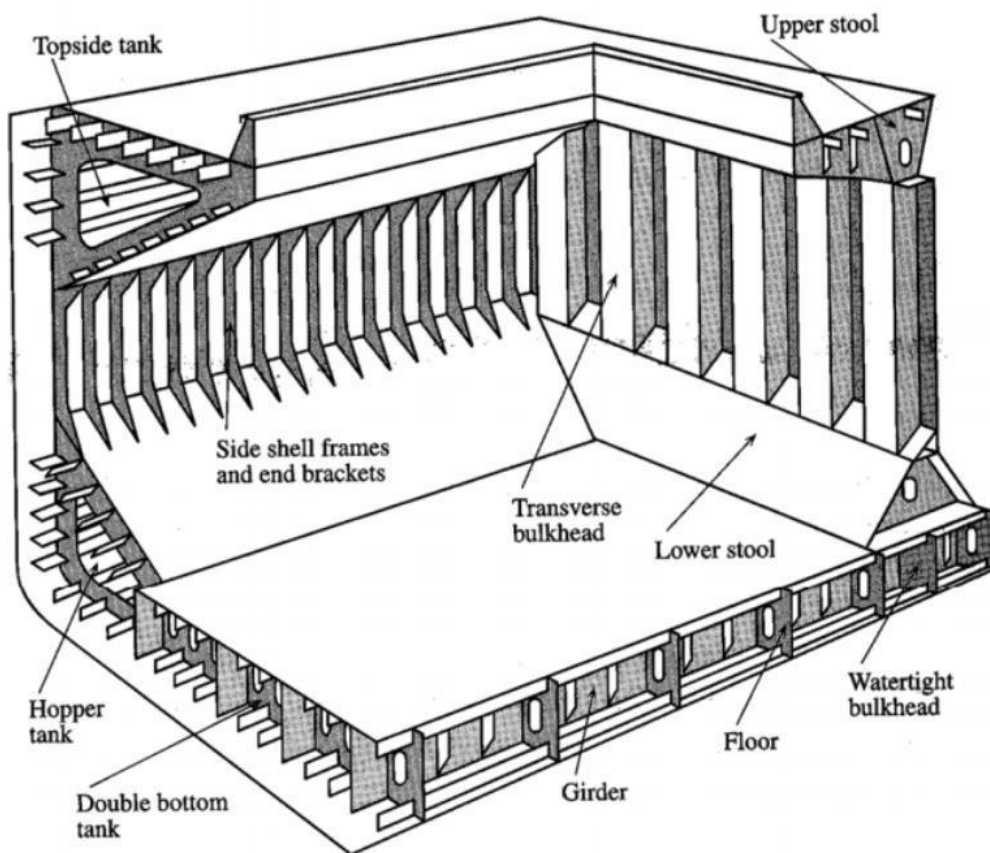 Topside tank
Upper stool
Side shell frames
and end brackets
Transverse
bulkhead
Lower stool
Hopper
tank
Watertight
bulkhead
Floor
Girder
Double bottom
tank